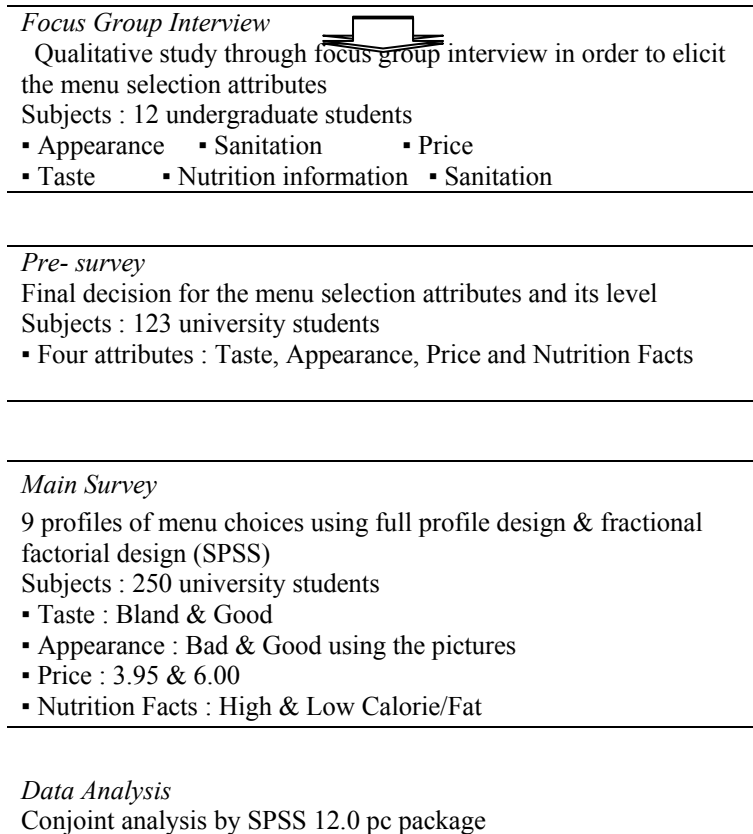 Focus Group Interview
Qualitative study through focus group interview in order to elicit
the menu selection attributes
Subjects : 12 undergraduate students
▪ Appearance ▪ Sanitation ▪ Price
▪ Taste ▪ Nutrition information ▪ Sanitation
Pre- survey
Final decision for the menu selection attributes and its level
Subjects : 123 university students
▪ Four attributes : Taste, Appearance, Price and Nutrition Facts
Main Survey
9 profiles of menu choices using full profile design & fractional
factorial design (SPSS)
Subjects : 250 university students
▪ Taste : Bland & Good
▪ Appearance : Bad & Good using the pictures
▪ Price : 3.95 & 6.00
▪ Nutrition Facts : High & Low Calorie/Fat
Data Analysis
Conjoint analysis by SPSS 12.0 pc package